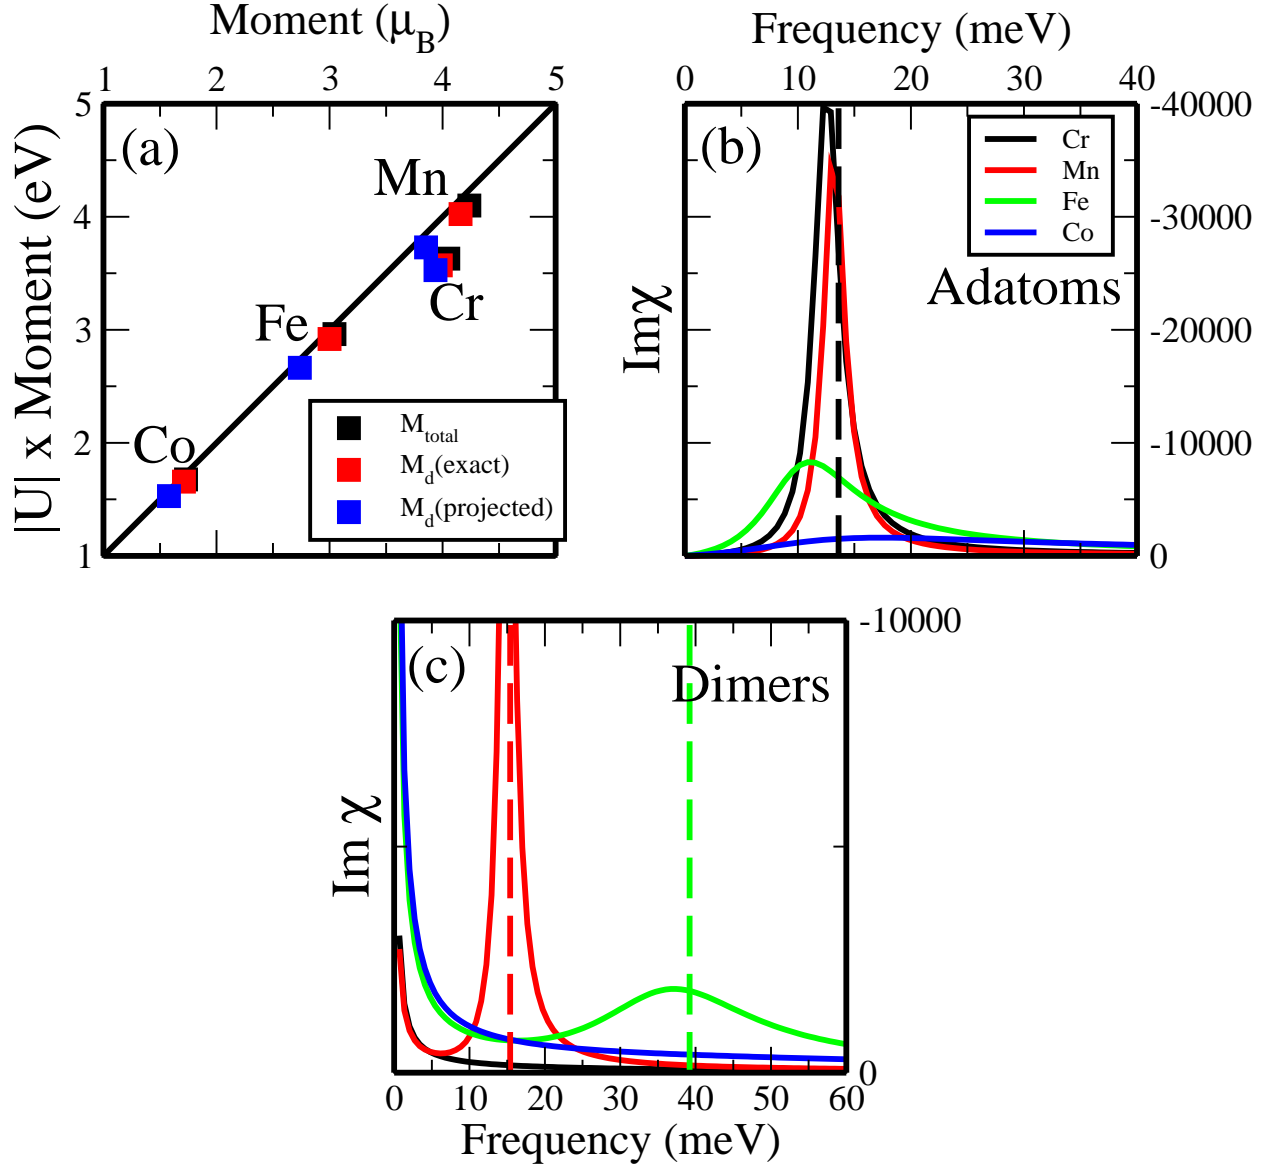 Moment (μB)
1 2 3 4 5
5
4
3
2
1
|U| x Moment (eV)
(a)
Mn
Cr
Fe
Co
Mtotal
Md(exact)
Md(projected)
Frequency (meV)
0 10 20 30 40
-40000
-30000
-20000
-10000
0
Imχ
(b)
Cr
Mn
Fe
Co
Adatoms
-10000
0
Im χ
(c)
Dimers
0 10 20 30 40 50 60
Frequency (meV)